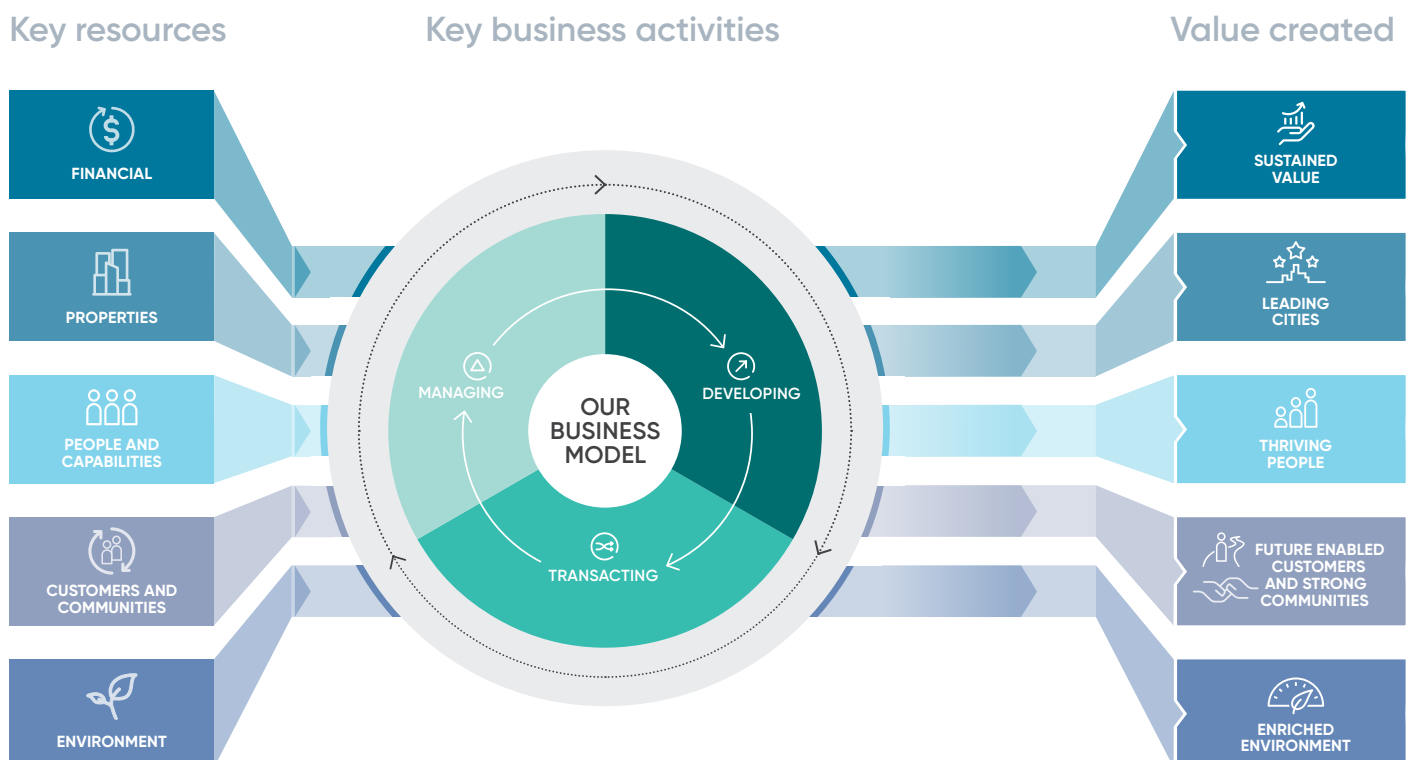 Key resources
Key business activities
Value created
FINANCIAL
PROPERTIES
PEOPLE AND
CAPABILITIES
CUSTOMERS AND
COMMUNITIES
ENVIRONMENT
MANAGING
DEVELOPING
TRANSACTING
OUR
BUSINESS
MODEL
SUSTAINED
VALUE
LEADING
CITIES
THRIVING
PEOPLE
FUTURE ENABLED
CUSTOMERS
AND STRONG
COMMUNITIES
ENRICHED
ENVIRONMENT